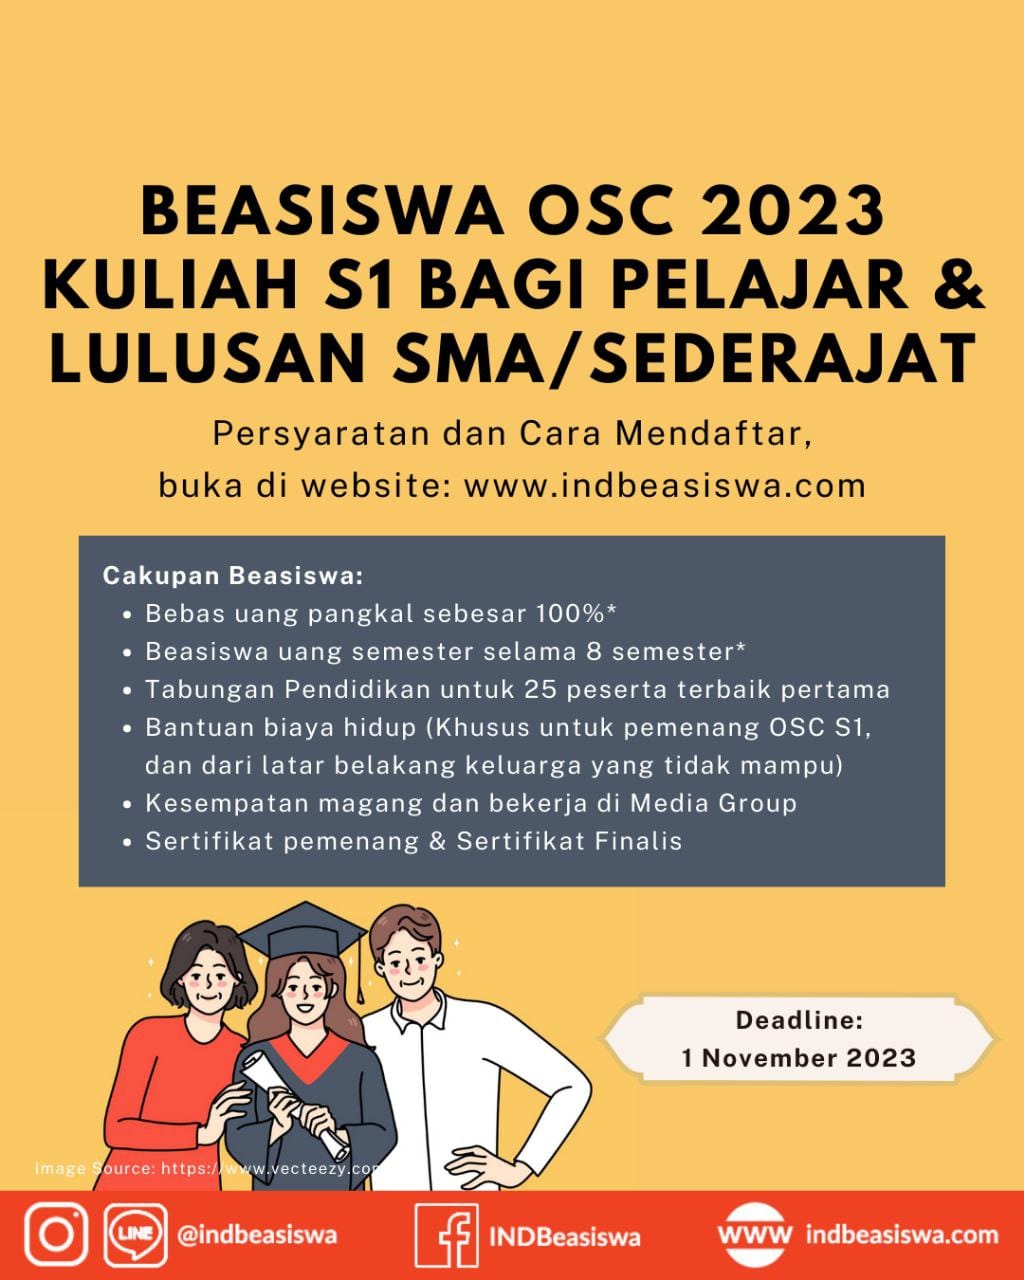 BEASISWA OSC 2023
KULIAH S1 BAGI PELAJAR &
LULUSAN SMA/SEDERAJAT
Persyaratan dan Cara Mendaftar,
buka di website: www.indbeasiswa.com
Cakupan Beasiswa:
• Bebas uang pangkal sebesar 100%*
• Beasiswa uang semester selama 8 semester*
• Tabungan Pendidikan untuk 25 peserta terbaik pertama
• Bantuan biaya hidup (Khusus untuk pemenang OSC S1,
dan dari latar belakang keluarga yang tidak mampu)
• Kesempatan magang dan bekerja di Media Group
• Sertifikat pemenang & Sertifikat Finalis
Deadline:
1 November 2023
Image Source: https://www.vecteezy.com
LINE @indbeasiswa
INDBeasiswa
www indbeasiswa.com